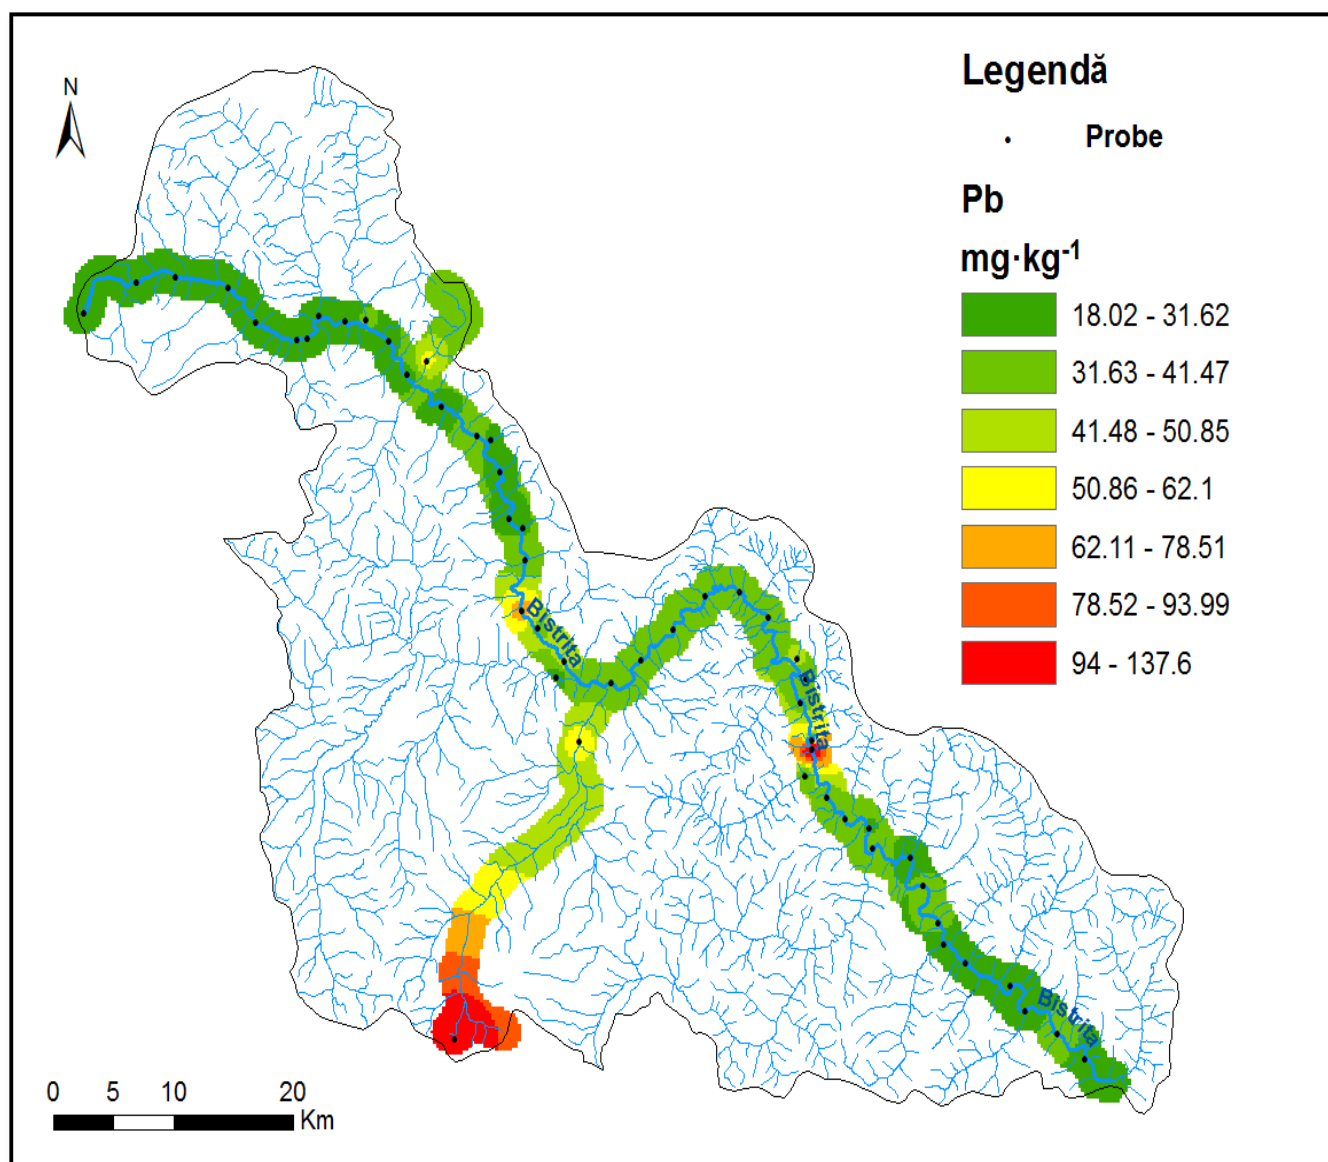 Legendă
N
Probe
Pb
mg·kg-1
18.02 - 31.62
31.63 - 41.47
41.48 - 50.85
50.86 - 62.1
62.11 - 78.51
78.52 - 93.99
94 - 137.6
Bistrita
Bistrita
Bistrita
0 5 10 20
Km